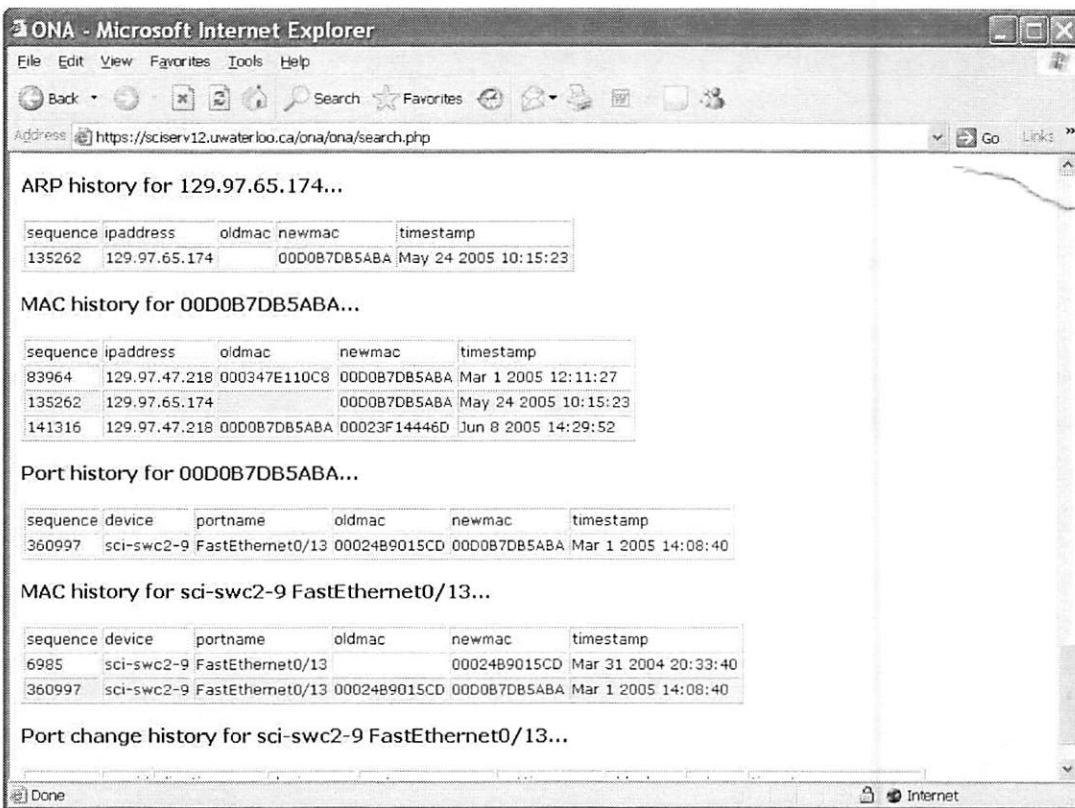 ONA - Microsoft Internet Explorer
File Edit View Favorites Tools Help
Back Search Favorites
Address https://sciserv12.uwaterloo.ca/ona/ona/search.php Go Links »
ARP history for 129.97.65.174...
sequence ipaddress oldmac newmac timestamp
135262 129.97.65.174 00D0B7DB5ABA May 24 2005 10:15:23
MAC history for 00D0B7DB5ABA...
sequence ipaddress oldmac newmac timestamp
83964 129.97.47.218 000347E110C8 00D0B7DB5ABA Mar 1 2005 12:11:27
135262 129.97.65.174 00D0B7DB5ABA May 24 2005 10:15:23
141316 129.97.47.218 00D0B7DB5ABA 00023F14446D Jun 8 2005 14:29:52
Port history for 00D0B7DB5ABA...
sequence device portname oldmac newmac timestamp
360997 sci-swc2-9 FastEthernet0/13 00024B9015CD 00D0B7DB5ABA Mar 1 2005 14:08:40
MAC history for sci-swc2-9 FastEthernet0/13...
sequence device portname oldmac newmac timestamp
6985 sci-swc2-9 FastEthernet0/13 00024B9015CD Mar 31 2004 20:33:40
360997 sci-swc2-9 FastEthernet0/13 00024B9015CD 00D0B7DB5ABA Mar 1 2005 14:08:40
Port change history for sci-swc2-9 FastEthernet0/13...
Done Internet